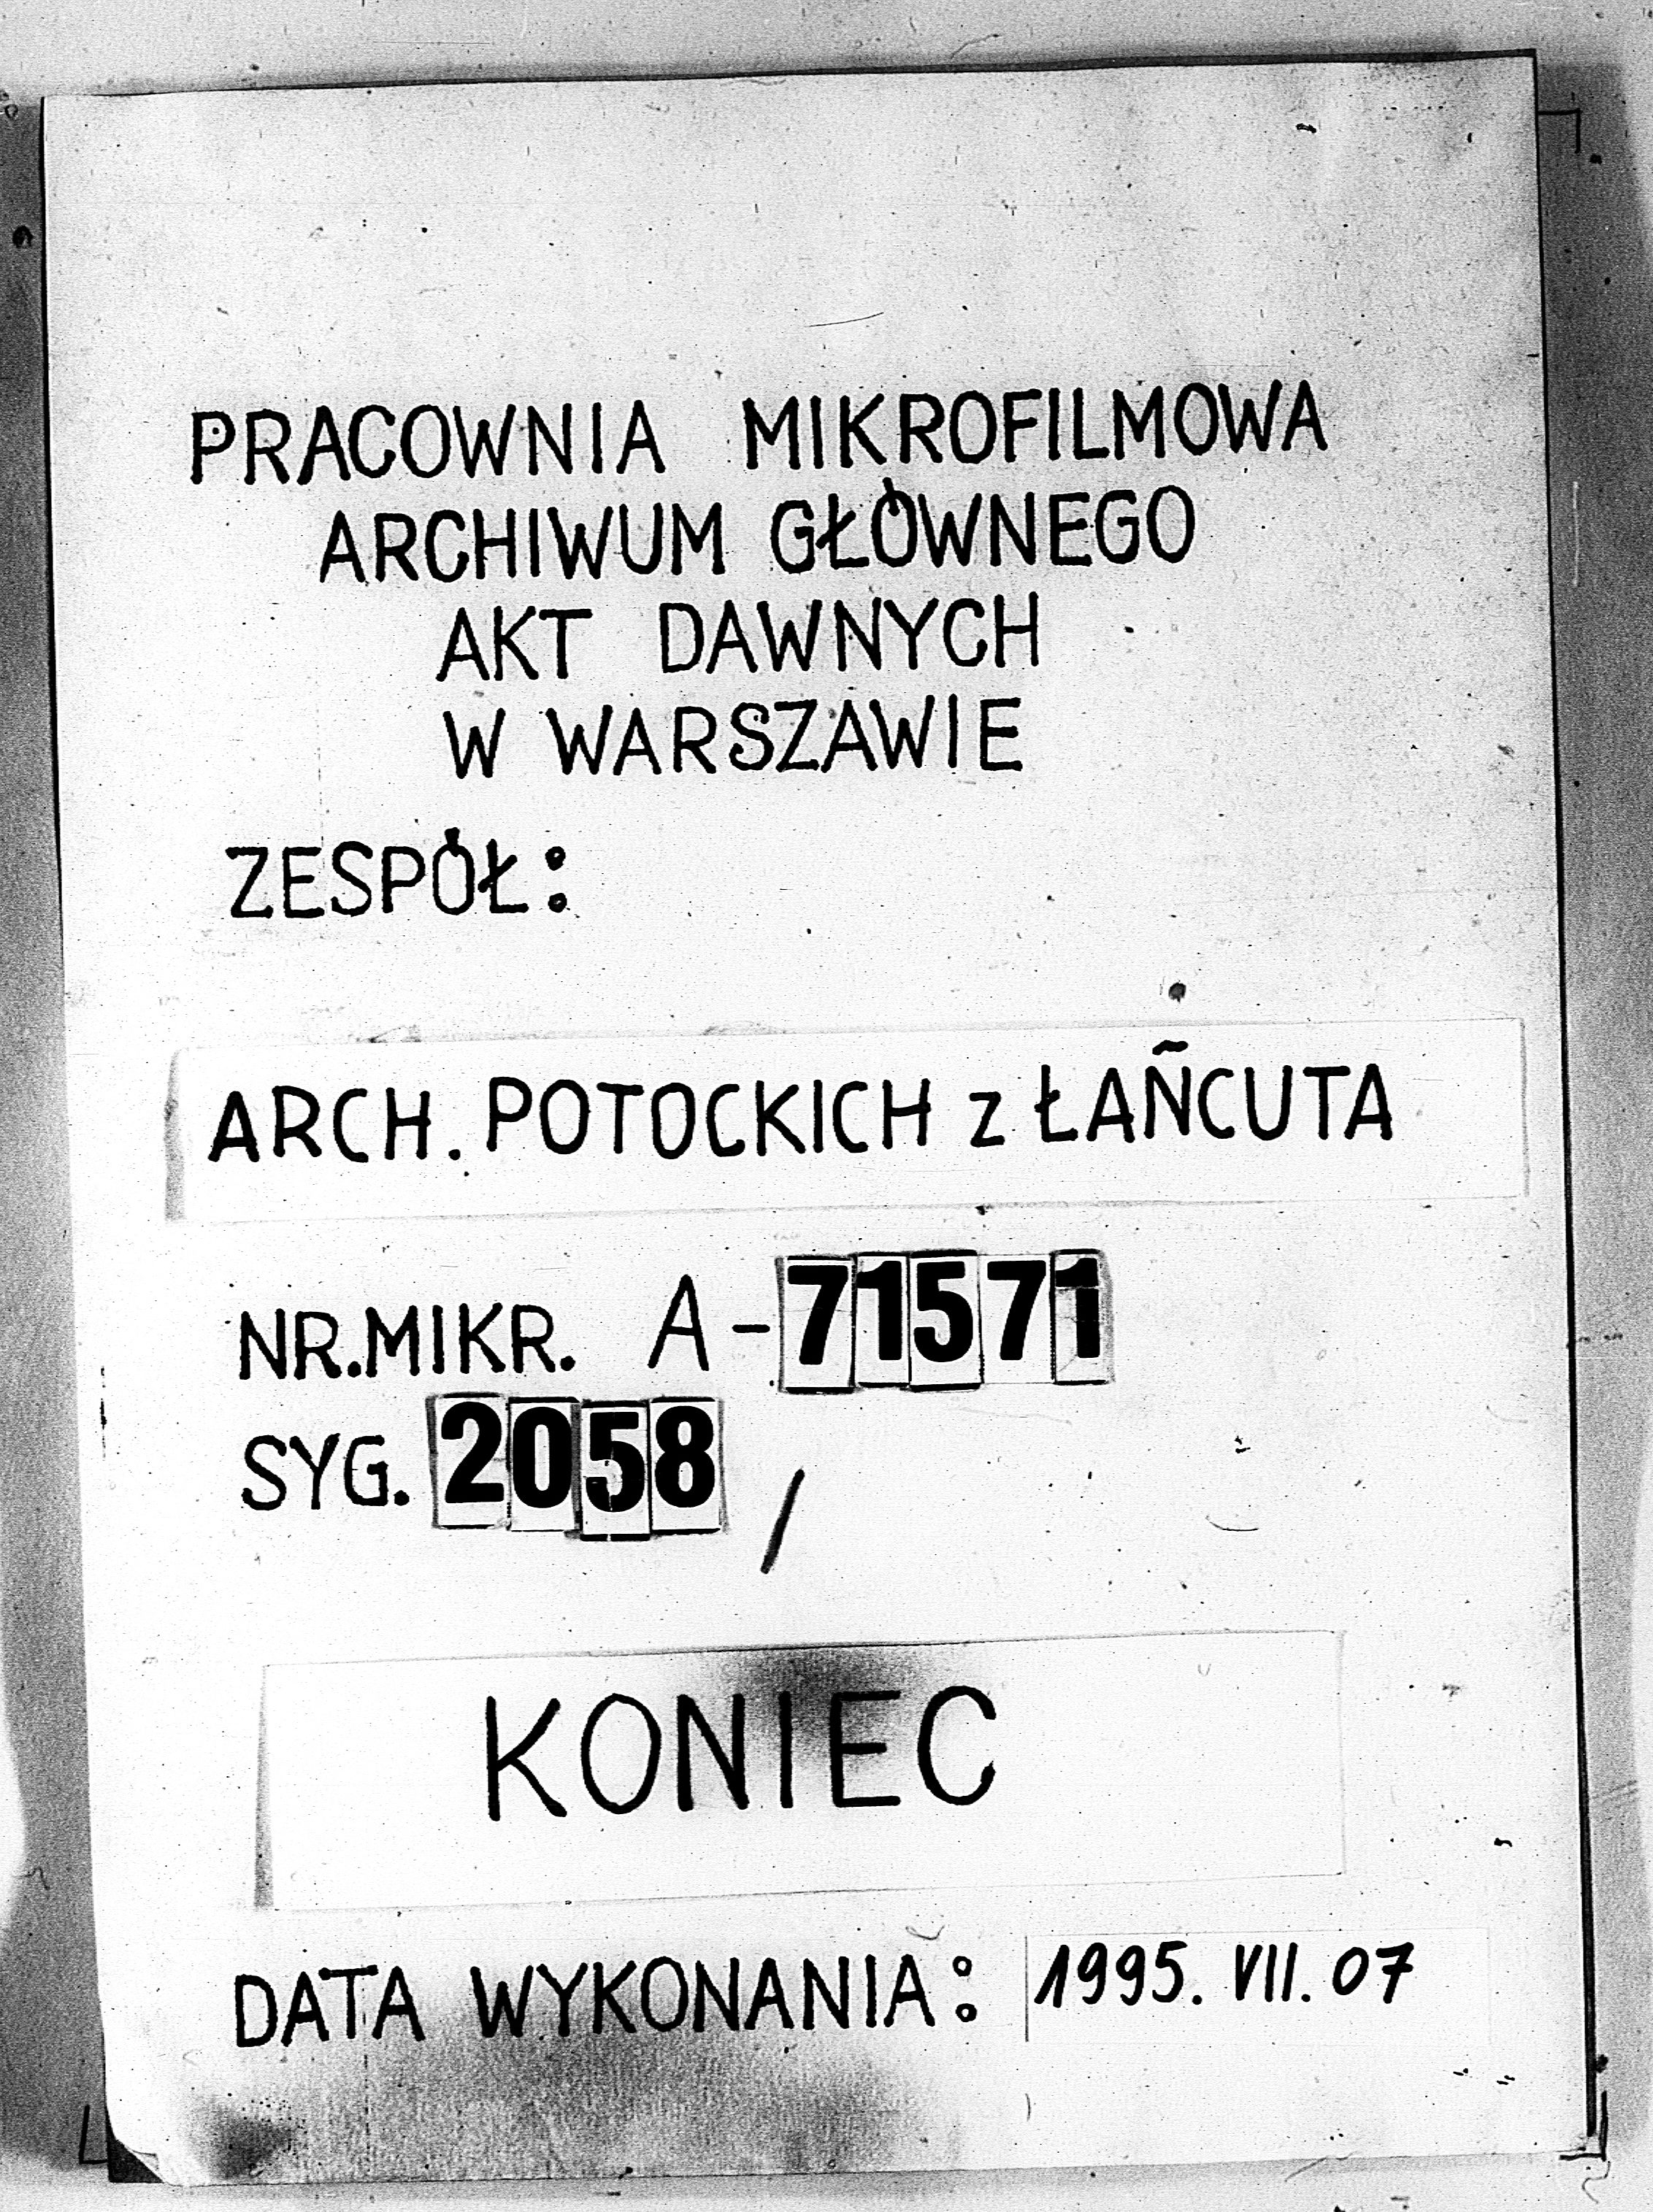 PRACOWNIA MIKROFILMOWA
ARCHIWUM GŁÓWNEGO
AKT DAWNYCH
W WARSZAWIE
ZESPÓŁ:
ARCH. POTOCKICH z ŁAŃCUTA
NR. MIKR. A-71571
SYG. 2058 /
KONIEC
DATA WYKONANIA: 1995. VII. 07